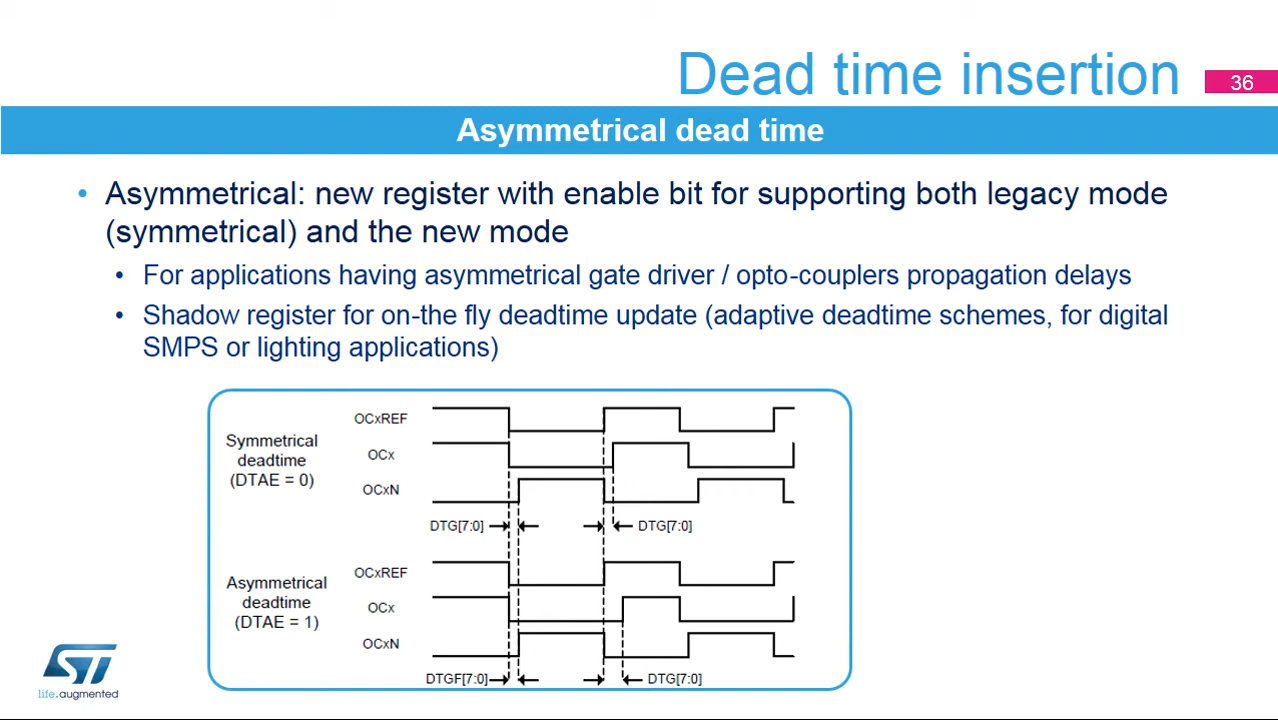 Dead time insertion
36
Asymmetrical dead time
• Asymmetrical: new register with enable bit for supporting both legacy mode
(symmetrical) and the new mode
• For applications having asymmetrical gate driver / opto-couplers propagation delays
• Shadow register for on-the fly deadtime update (adaptive deadtime schemes, for digital
SMPS or lighting applications)
Symmetrical
deadtime
(DTAE = 0)
OCxREF
OCx
OCxN
DTG[7:0]
DTG[7:0]
Asymmetrical
deadtime
(DTAE = 1)
OCxREF
OCx
OCxN
DTGF[7:0]
DTG[7:0]
ST
life.augmented